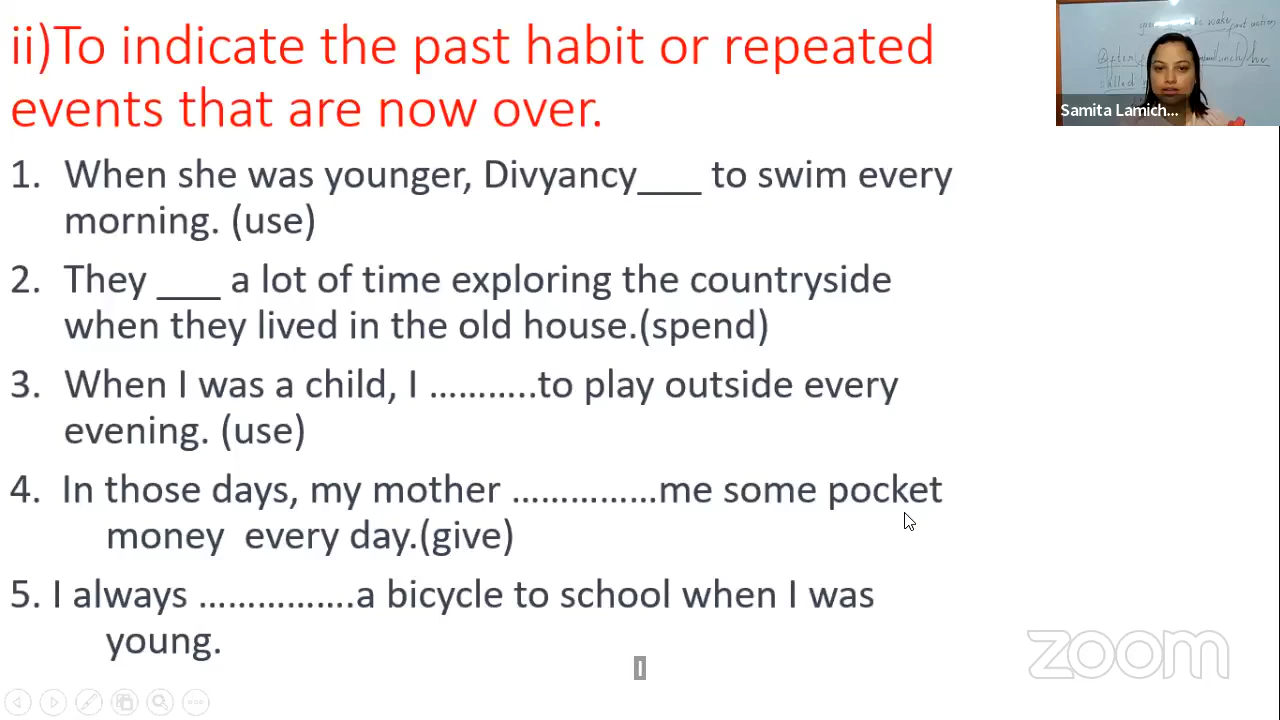 ii)To indicate the past habit or repeated
events that are now over.
1. When she was younger, Divyancy___ to swim every
morning. (use)
2. They ___ a lot of time exploring the countryside
when they lived in the old house.(spend)
3. When I was a child, I ………..to play outside every
evening. (use)
4. In those days, my mother ……………me some pocket
money every day.(give)
5. I always …………….a bicycle to school when I was
young.
Samita Lamich...
zoom